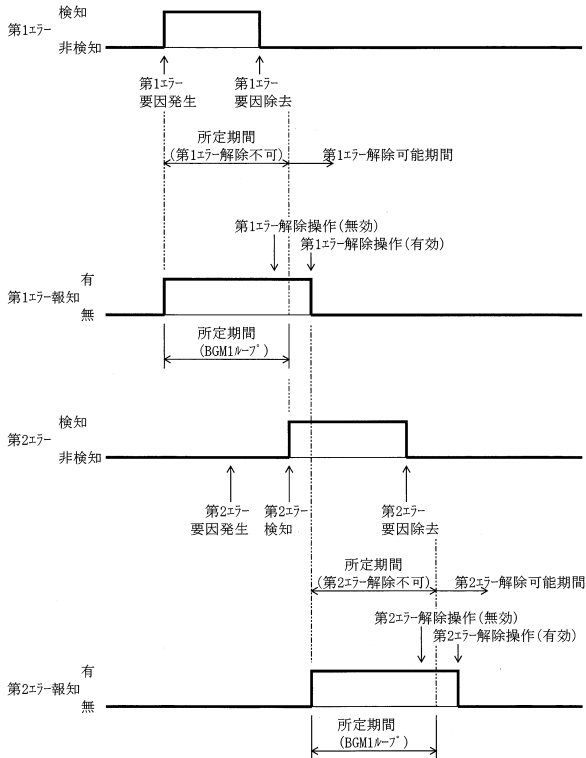 検知
第1ｴﾗｰ
非検知
第1ｴﾗｰ
要因発生
第1ｴﾗｰ
要因除去
所定期間
(第1ｴﾗｰ解除不可)
第1ｴﾗｰ解除可能期間
第1ｴﾗｰ解除操作(無効)
第1ｴﾗｰ解除操作(有効)
有
第1ｴﾗｰ報知
無
所定期間
(BGM1ﾙｰﾌﾟ)
検知
第2ｴﾗｰ
非検知
第2ｴﾗｰ
要因発生
第2ｴﾗｰ
検知
第2ｴﾗｰ
要因除去
所定期間
(第2ｴﾗｰ解除不可)
第2ｴﾗｰ解除可能期間
第2ｴﾗｰ解除操作(無効)
第2ｴﾗｰ解除操作(有効)
有
第2ｴﾗｰ報知
無
所定期間
(BGM1ﾙｰﾌﾟ)